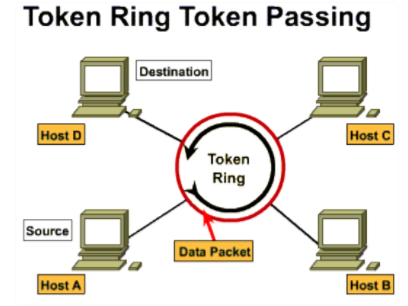 Token Ring Token Passing
Destination
Host D
Host C
Token
Ring
Source
Data Packet
Host A
Host B